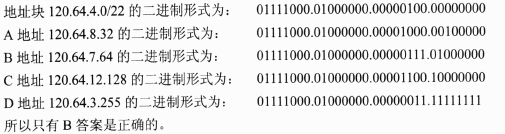 地址块 120.64.4.0/22 的二进制形式为： 01111000.01000000.00000100.00000000
A 地址 120.64.8.32 的二进制形式为： 01111000.01000000.00001000.00100000
B 地址 120.64.7.64 的二进制形式为： 01111000.01000000.00000111.01000000
C 地址 120.64.12.128 的二进制形式为： 01111000.01000000.00001100.10000000
D 地址 120.64.3.255 的二进制形式为： 01111000.01000000.00000011.11111111
所以只有 B 答案是正确的。